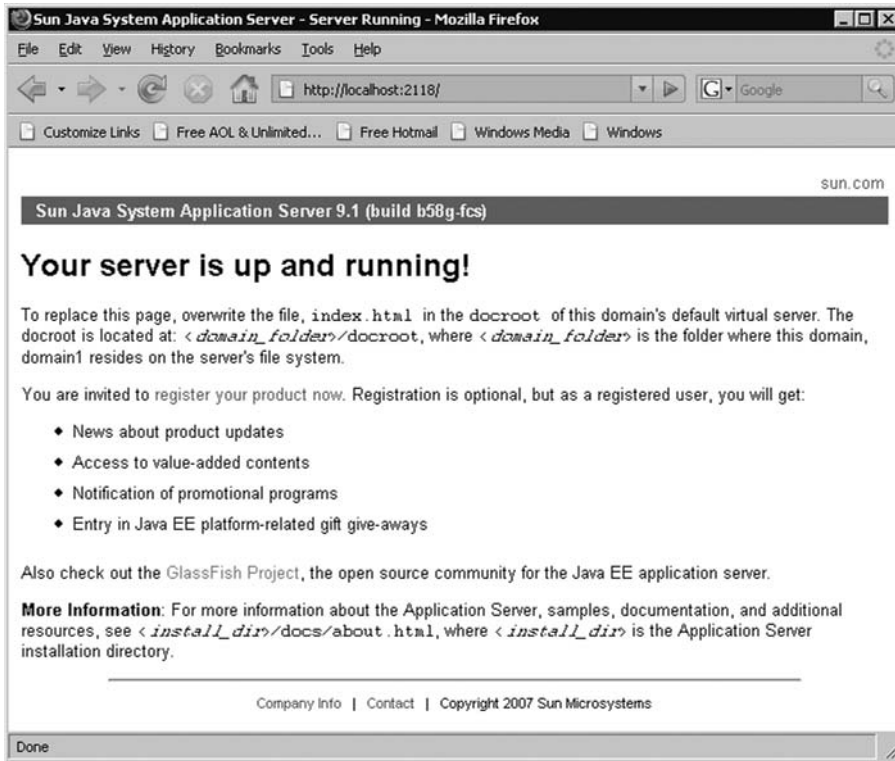 Sun Java System Application Server - Server Running - Mozilla Firefox
File Edit View History Bookmarks Tools Help
http://localhost:2118/ G Google
Customize Links Free AOL & Unlimited... Free Hotmail Windows Media Windows
sun.com
Sun Java System Application Server 9.1 (build b58g-fcs)
Your server is up and running!
To replace this page, overwrite the file, index.html in the docroot of this domain's default virtual server. The
docroot is located at: <domain_folder>/docroot, where <domain_folder> is the folder where this domain,
domain1 resides on the server's file system.
You are invited to register your product now. Registration is optional, but as a registered user, you will get:
◆ News about product updates
◆ Access to value-added contents
◆ Notification of promotional programs
◆ Entry in Java EE platform-related gift give-aways
Also check out the GlassFish Project, the open source community for the Java EE application server.
More Information: For more information about the Application Server, samples, documentation, and additional
resources, see <install_dir>/docs/about.html, where <install_dir> is the Application Server
installation directory.
Company Info | Contact | Copyright 2007 Sun Microsystems
Done